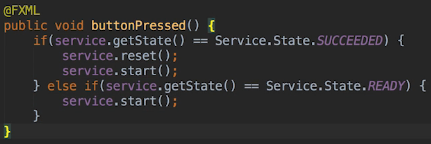 @FXML
public void buttonPressed() {
    if(service.getState() == Service.State.SUCCEEDED) {
        service.reset();
        service.start();
    } else if(service.getState() == Service.State.READY) {
        service.start();
    }
}